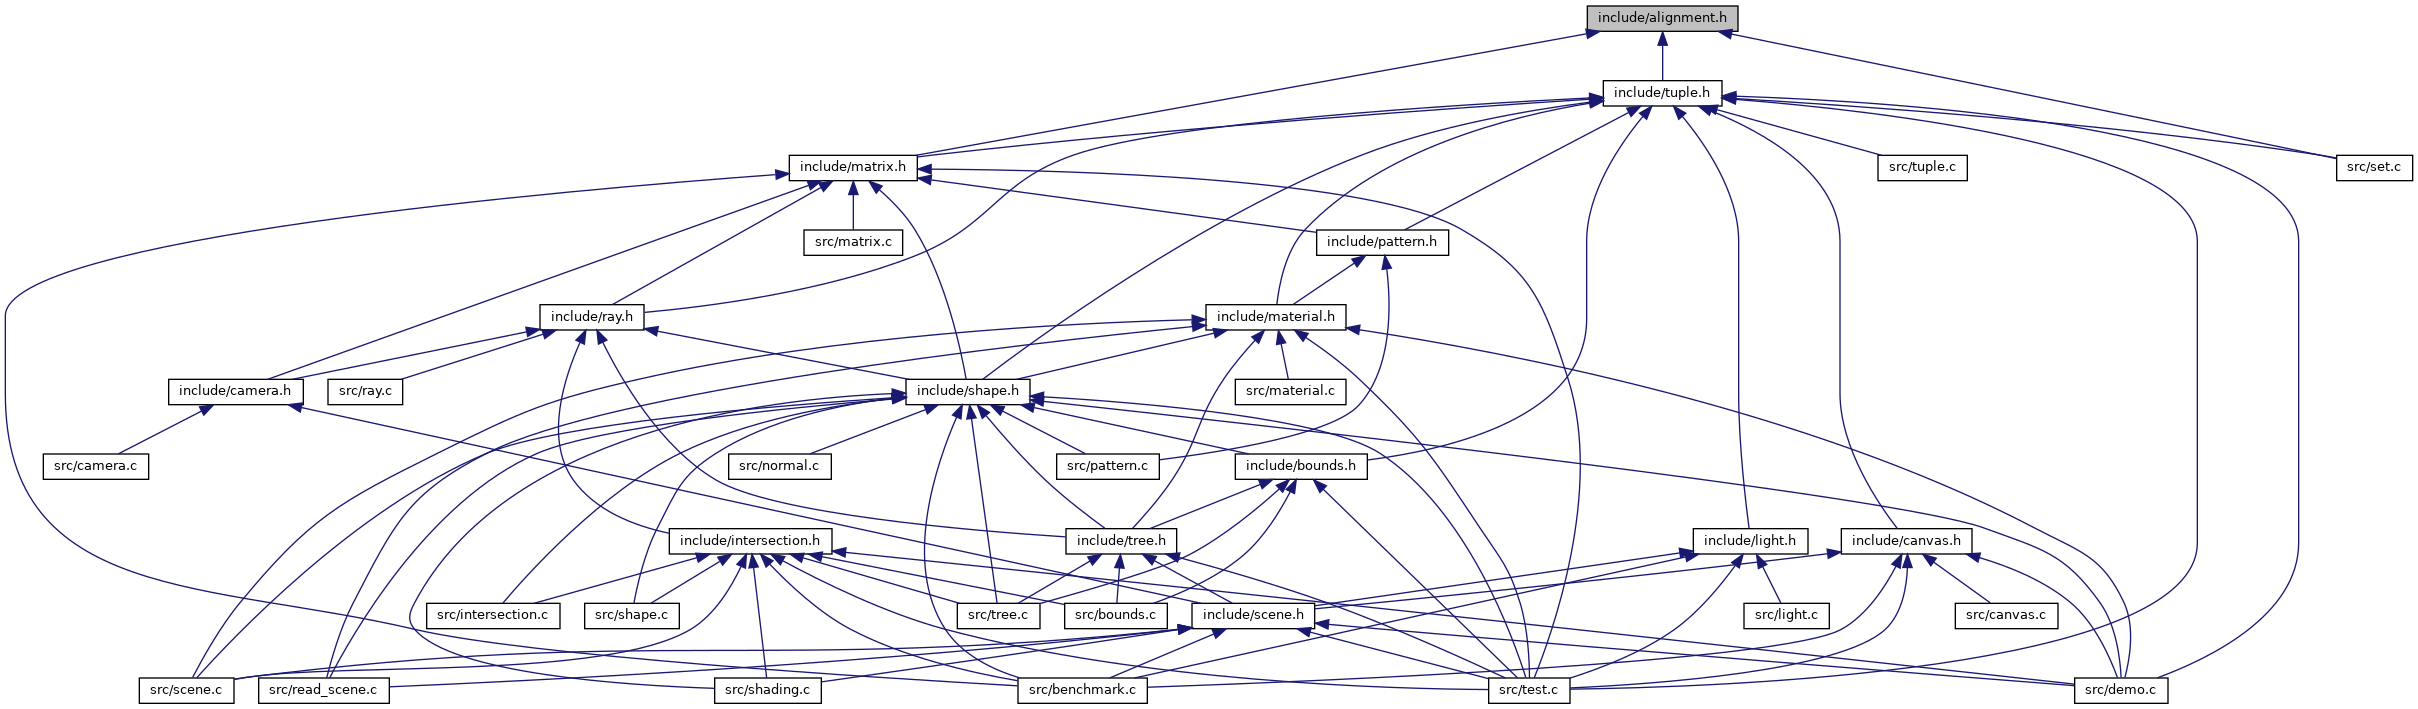 include/alignment.h
include/tuple.h
include/matrix.h
src/tuple.c
src/set.c
src/matrix.c
include/pattern.h
include/ray.h
include/material.h
include/camera.h
src/ray.c
include/shape.h
src/material.c
src/camera.c
src/normal.c
src/pattern.c
include/bounds.h
include/intersection.h
include/tree.h
include/light.h
include/canvas.h
src/intersection.c
src/shape.c
src/tree.c
src/bounds.c
include/scene.h
src/light.c
src/canvas.c
src/scene.c
src/read_scene.c
src/shading.c
src/benchmark.c
src/test.c
src/demo.c